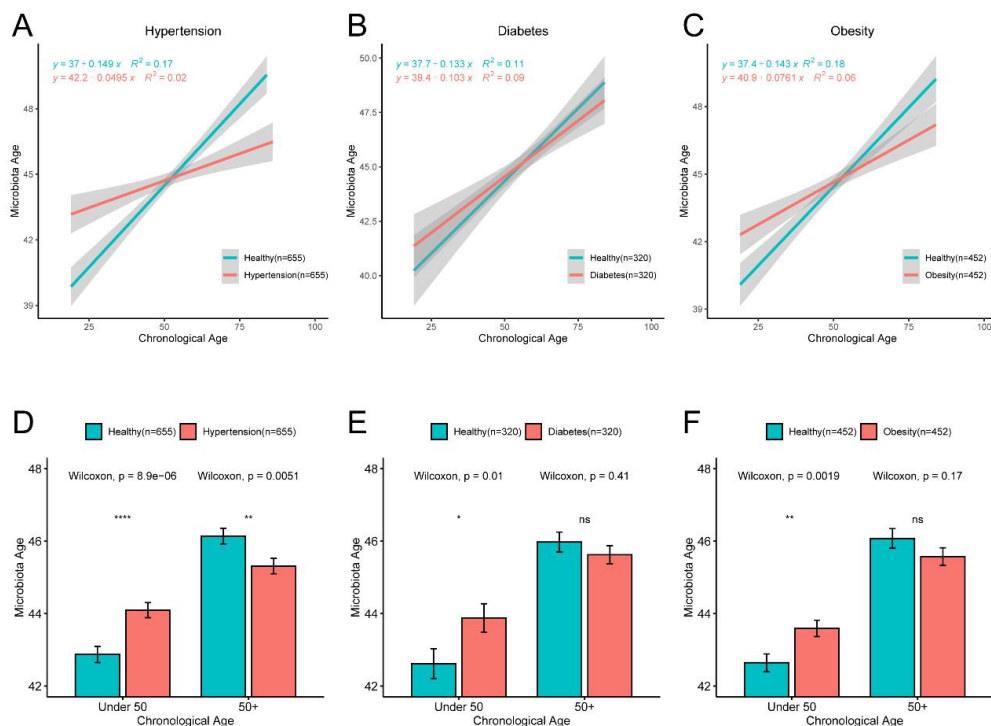 A
Hypertension
y = 37 + 0.149 x R² = 0.17
y = 42.2 + 0.0495 x R² = 0.02
48
45
42
39
Microbiota Age
Healthy(n=655)
Hypertension(n=655)
25 50 75 100
Chronological Age
B
Diabetes
y = 37.7 + 0.133 x R² = 0.11
y = 39.4 + 0.103 x R² = 0.09
50.0
47.5
45.0
42.5
40.0
Microbiota Age
Healthy(n=320)
Diabetes(n=320)
25 50 75 100
Chronological Age
C
Obesity
y = 37.4 + 0.143 x R² = 0.18
y = 40.9 + 0.0761 x R² = 0.06
48
45
42
39
Microbiota Age
Healthy(n=452)
Obesity(n=452)
25 50 75 100
Chronological Age
D
Healthy(n=655) Hypertension(n=655)
Wilcoxon, p = 8.9e−06 Wilcoxon, p = 0.0051
**** **
48
46
44
42
Microbiota Age
Under 50 50+
Chronological Age
E
Healthy(n=320) Diabetes(n=320)
Wilcoxon, p = 0.01 Wilcoxon, p = 0.41
* ns
48
46
44
42
Microbiota Age
Under 50 50+
Chronological Age
F
Healthy(n=452) Obesity(n=452)
Wilcoxon, p = 0.0019 Wilcoxon, p = 0.17
** ns
48
46
44
42
Microbiota Age
Under 50 50+
Chronological Age